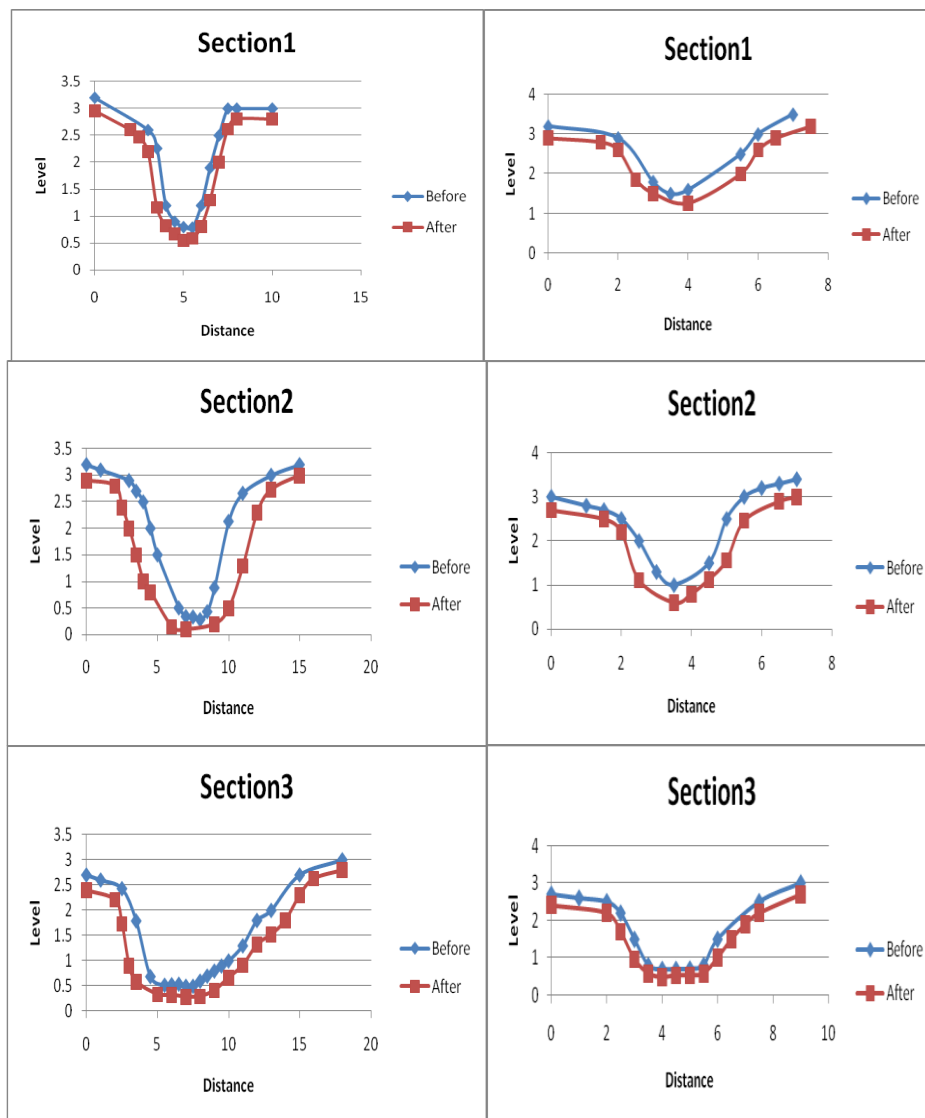 Section1
3.5
3
2.5
2
1.5
1
0.5
0
Level
0 5 10 15
Distance
Before
After
Section1
4
3
2
1
0
Level
0 2 4 6 8
Distance
Before
After
Section2
3.5
3
2.5
2
1.5
1
0.5
0
Level
0 5 10 15 20
Distance
Before
After
Section2
4
3
2
1
0
Level
0 2 4 6 8
Distance
Before
After
Section3
3.5
3
2.5
2
1.5
1
0.5
0
Level
0 5 10 15 20
Distance
Before
After
Section3
4
3
2
1
0
Level
0 2 4 6 8 10
Distance
Before
After